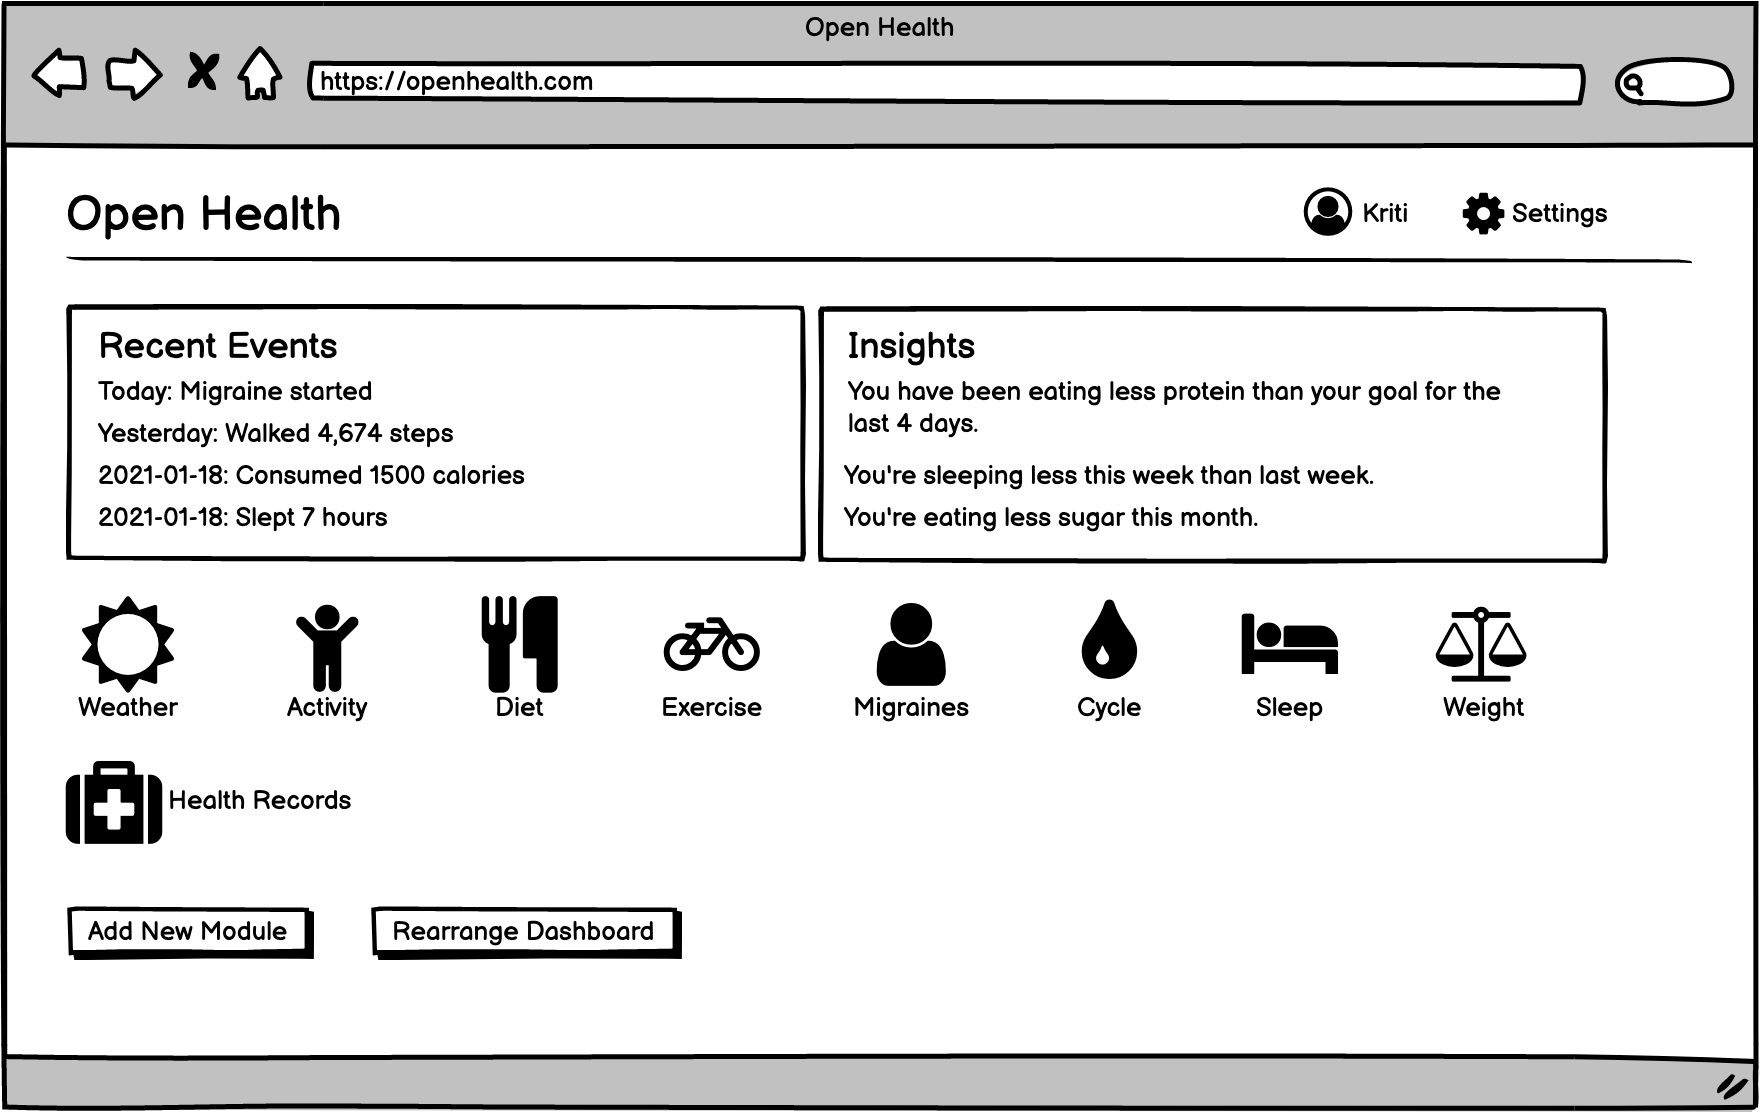 Open Health
https://openhealth.com
Open Health
Kriti
Settings
Recent Events
Today: Migraine started
Yesterday: Walked 4,674 steps
2021-01-18: Consumed 1500 calories
2021-01-18: Slept 7 hours
Insights
You have been eating less protein than your goal for the
last 4 days.
You're sleeping less this week than last week.
You're eating less sugar this month.
Weather
Activity
Diet
Exercise
Migraines
Cycle
Sleep
Weight
Health Records
Add New Module
Rearrange Dashboard